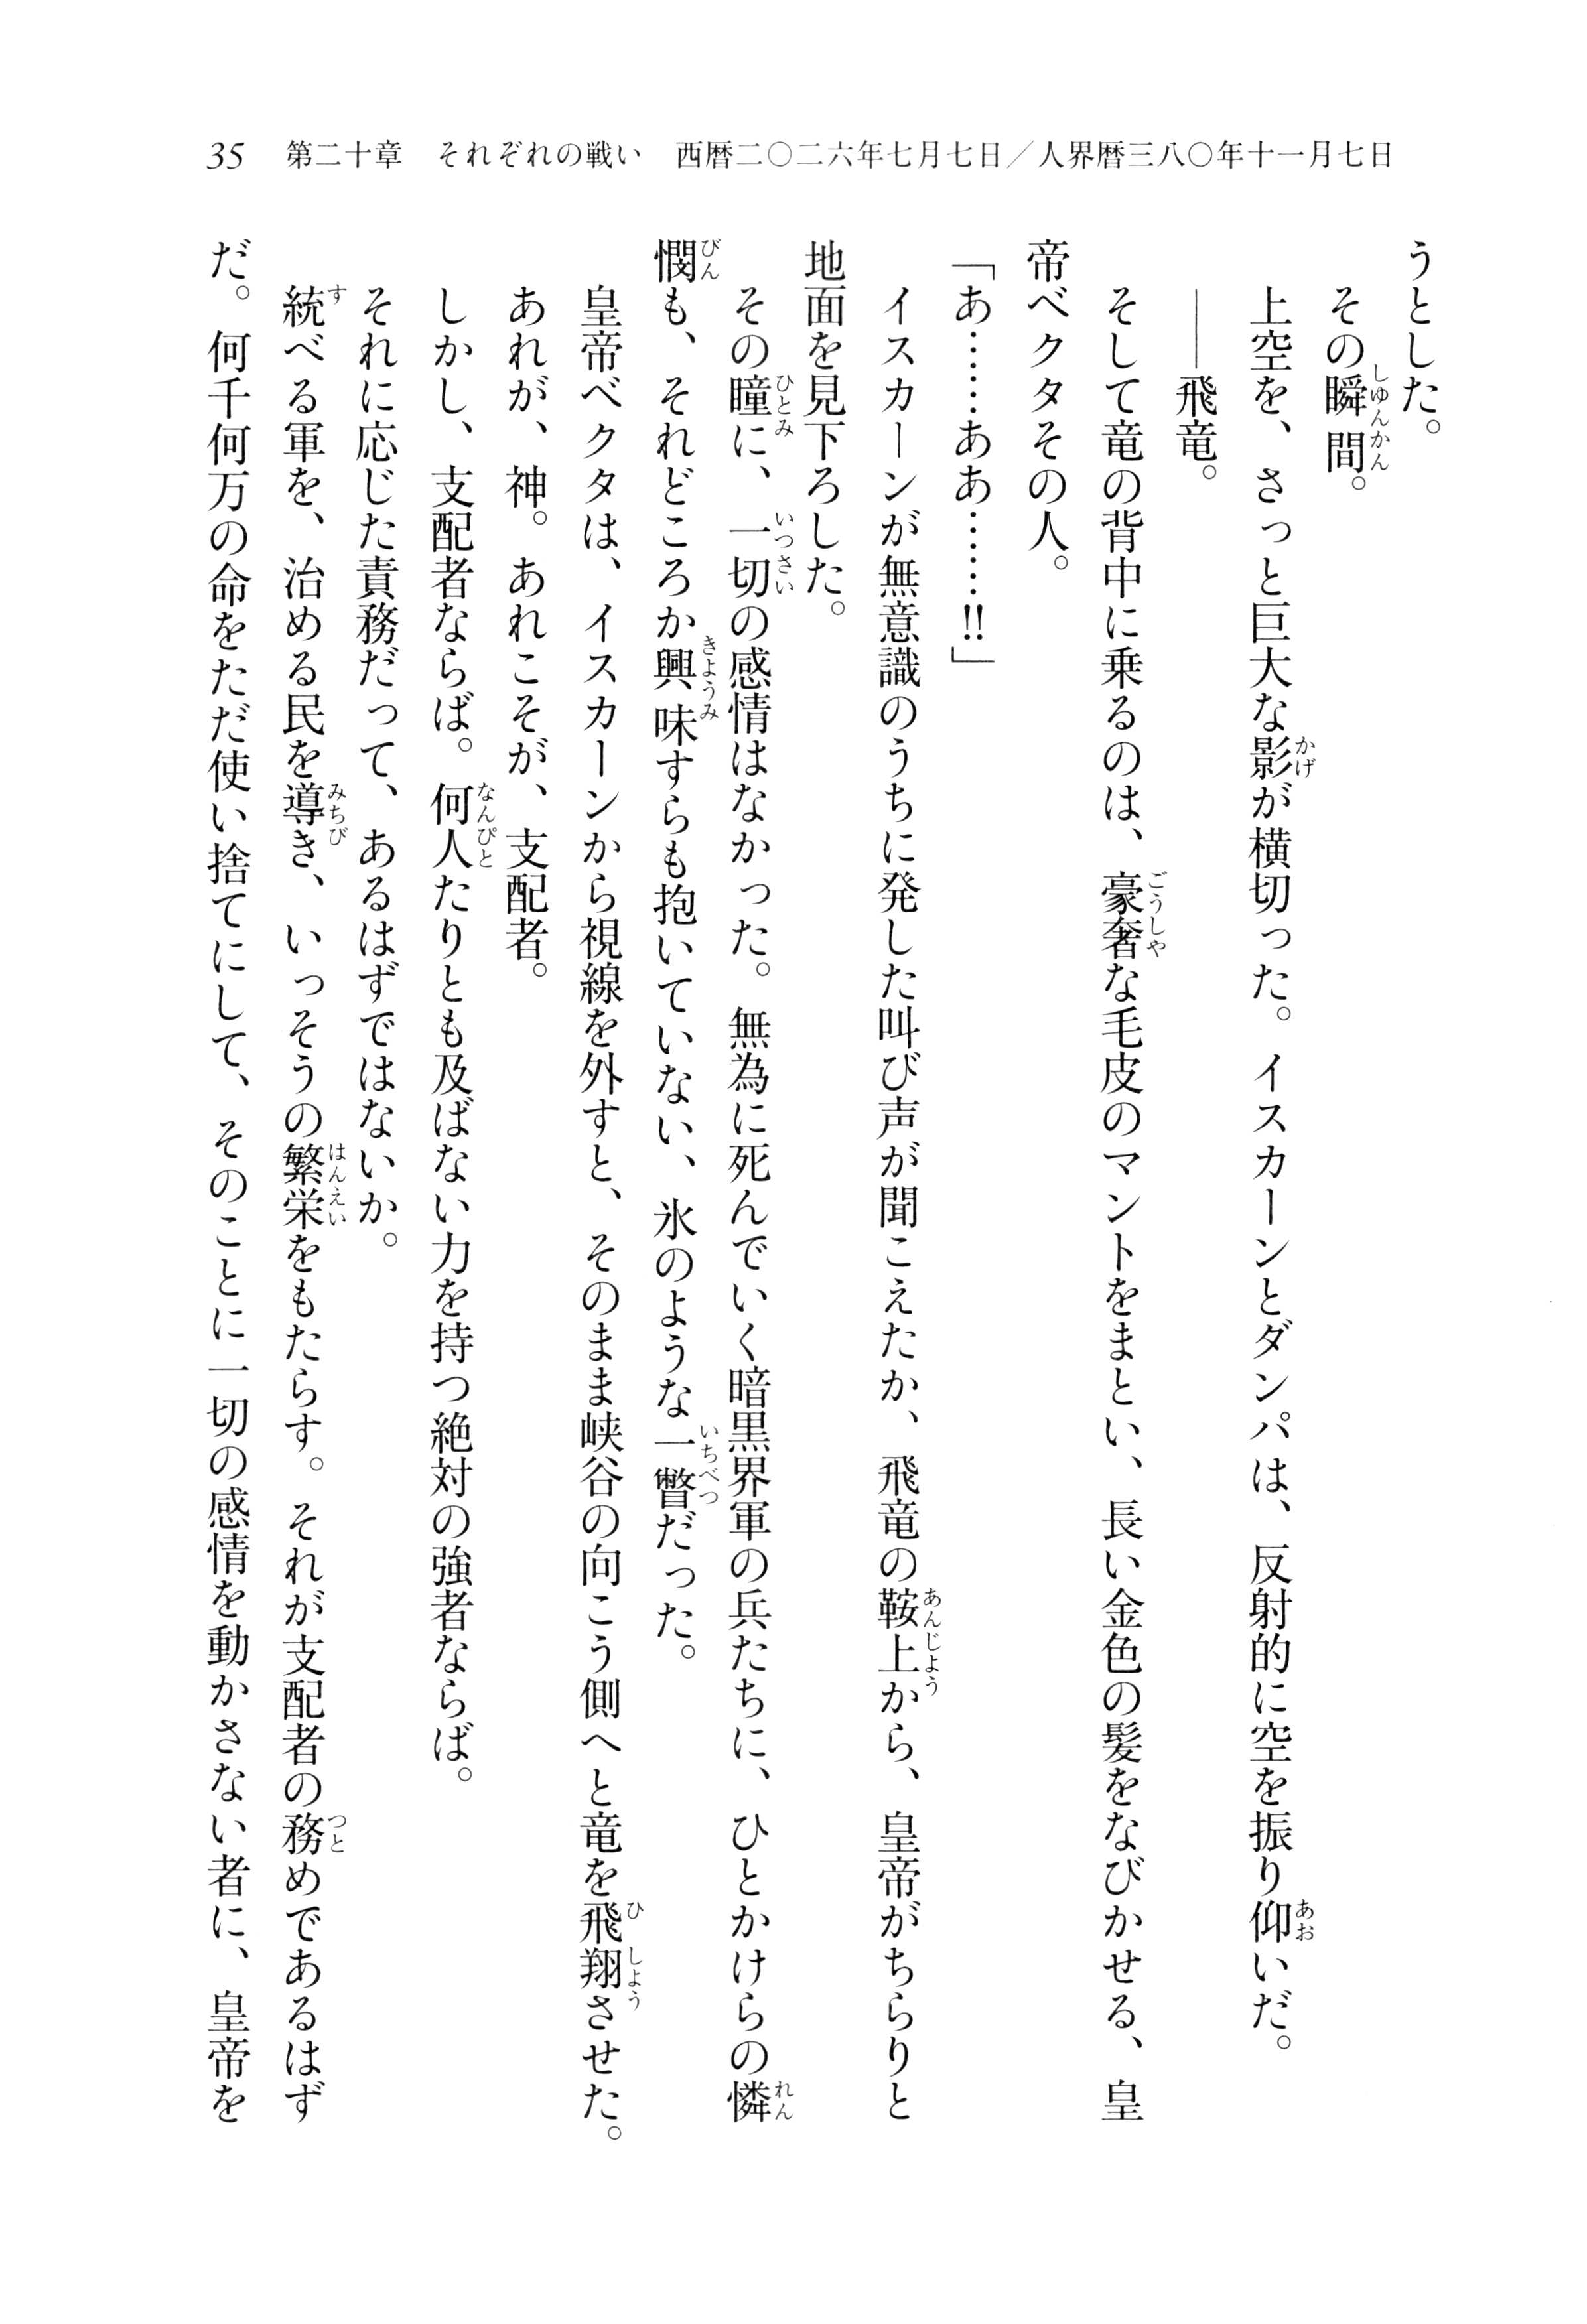 35　第二十章　それぞれの戦い　西暦二〇二六年七月七日／人界暦三八〇年十一月七日
うとした。
　その瞬間。
　上空を、さっと巨大な影が横切った。イスカーンとダンパは、反射的に空を振り仰いだ。
　――飛竜。
　そして竜の背中に乗るのは、豪奢な毛皮のマントをまとい、長い金色の髪をなびかせる、皇
帝ベクタその人。
「あ……ああ……‼」
　イスカーンが無意識のうちに発した叫び声が聞こえたか、飛竜の鞍上から、皇帝がちらりと
地面を見下ろした。
　その瞳に、一切の感情はなかった。無為に死んでいく暗黒界軍の兵たちに、ひとかけらの憐
憫も、それどころか興味すらも抱いていない、氷のような一瞥だった。
　皇帝ベクタは、イスカーンから視線を外すと、そのまま峡谷の向こう側へと竜を飛翔させた。
　あれが、神。あれこそが、支配者。
　しかし、支配者ならば。何人たりとも及ばない力を持つ絶対の強者ならば。
　それに応じた責務だって、あるはずではないか。
　統べる軍を、治める民を導き、いっそうの繁栄をもたらす。それが支配者の務めであるはず
だ。何千何万の命をただ使い捨てにして、そのことに一切の感情を動かさない者に、皇帝を